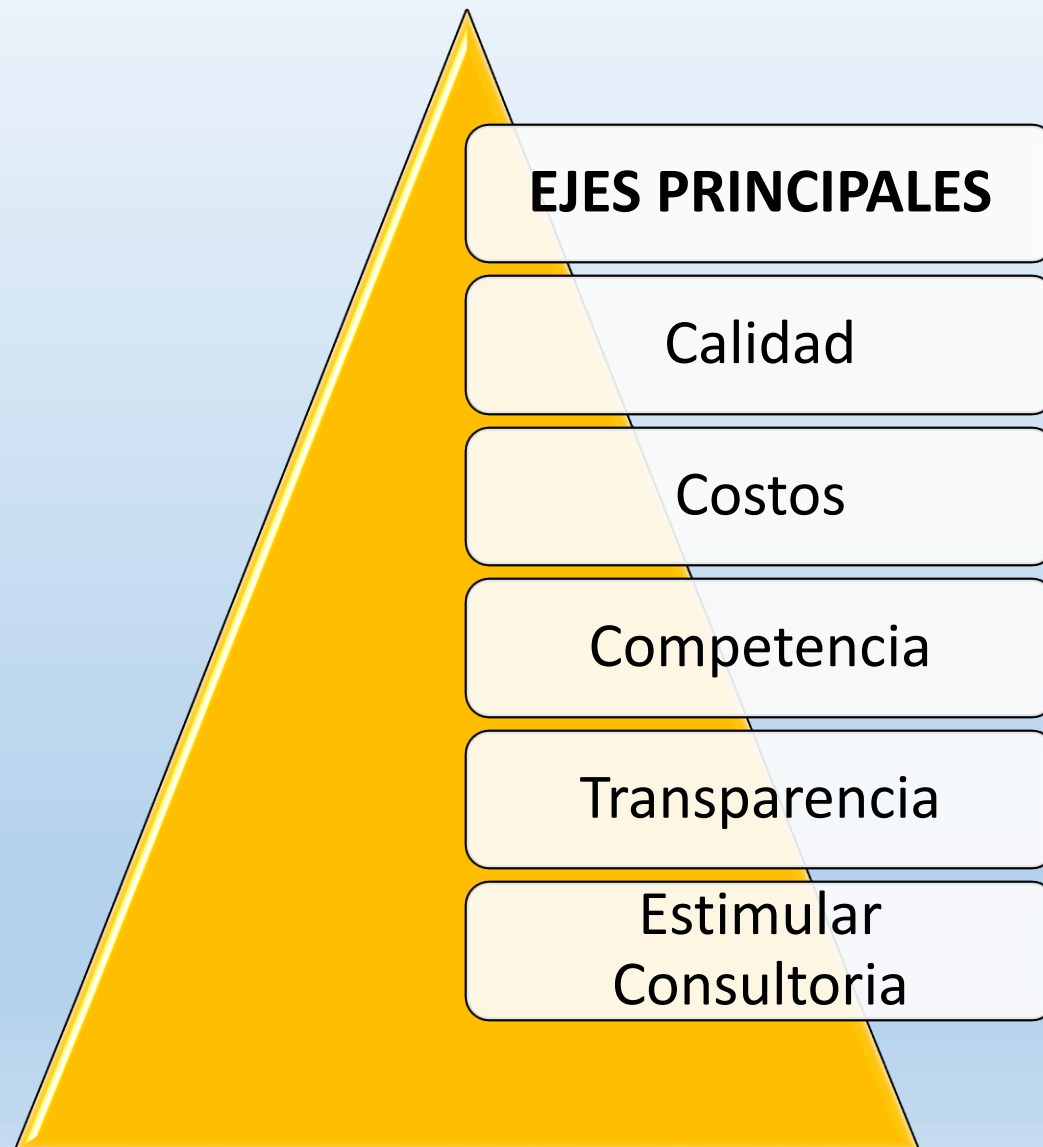 EJES PRINCIPALES
Calidad
Costos
Competencia
Transparencia
Estimular
Consultoria